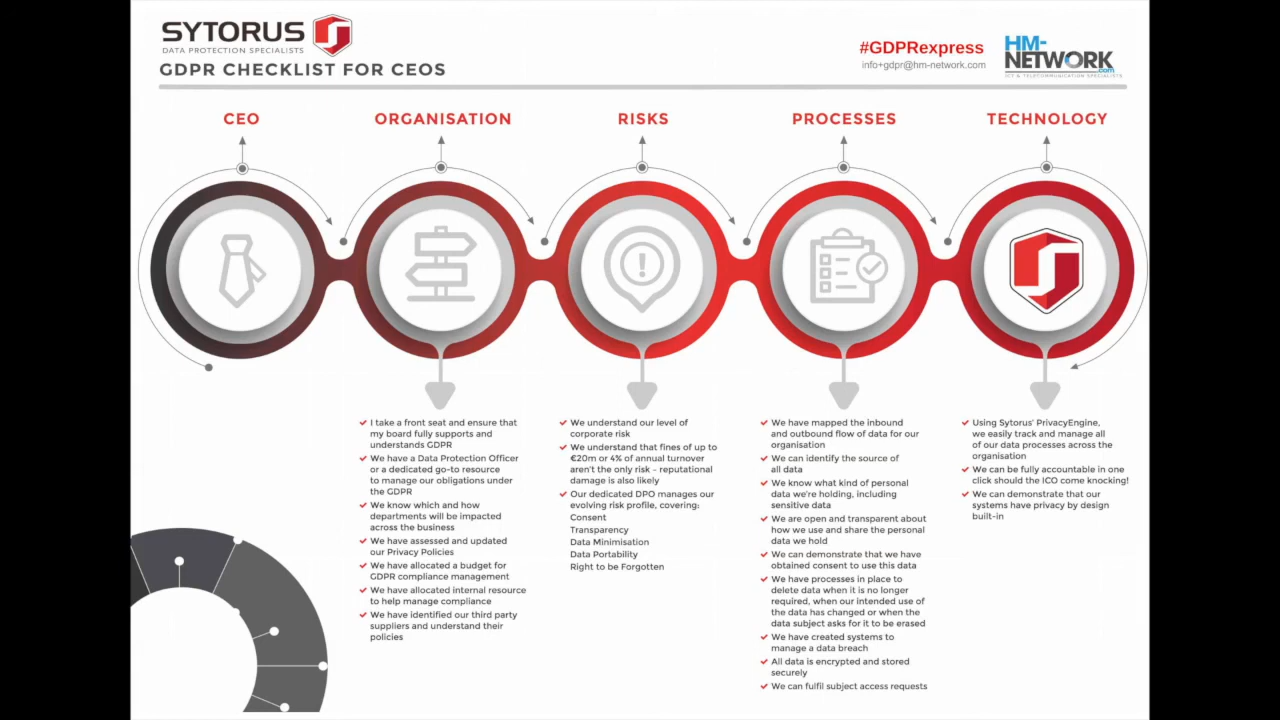 SYTORUS
DATA PROTECTION SPECIALISTS
GDPR CHECKLIST FOR CEOS
#GDPRexpress
info+gdpr@hm-network.com
HM-
NETWORK
.com
ICT & TELECOMMUNICATION SPECIALISTS
CEO
ORGANISATION
RISKS
PROCESSES
TECHNOLOGY
I take a front seat and ensure that
my board fully supports and
understands GDPR
We have a Data Protection Officer
or a dedicated go-to resource
to manage our obligations under
the GDPR
We know which and how
departments will be impacted
across the business
We have assessed and updated
our Privacy Policies
We have allocated a budget for
GDPR compliance management
We have allocated internal resource
to help manage compliance
We have identified our third party
suppliers and understand their
policies
We understand our level of
corporate risk
We understand that fines of up to
€20m or 4% of annual turnover
aren't the only risk – reputational
damage is also likely
Our dedicated DPO manages our
evolving risk profile, covering:
Consent
Transparency
Data Minimisation
Data Portability
Right to be Forgotten
We have mapped the inbound
and outbound flow of data for our
organisation
We can identify the source of
all data
We know what kind of personal
data we're holding, including
sensitive data
We are open and transparent about
how we use and share the personal
data we hold
We can demonstrate that we have
obtained consent to use this data
We have processes in place to
delete data when it is no longer
required, when our intended use of
the data has changed or when the
data subject asks for it to be erased
We have created systems to
manage a data breach
All data is encrypted and stored
securely
We can fulfil subject access requests
Using Sytorus' PrivacyEngine,
we easily track and manage all
of our data processes across the
organisation
We can be fully accountable in one
click should the ICO come knocking!
We can demonstrate that our
systems have privacy by design
built-in